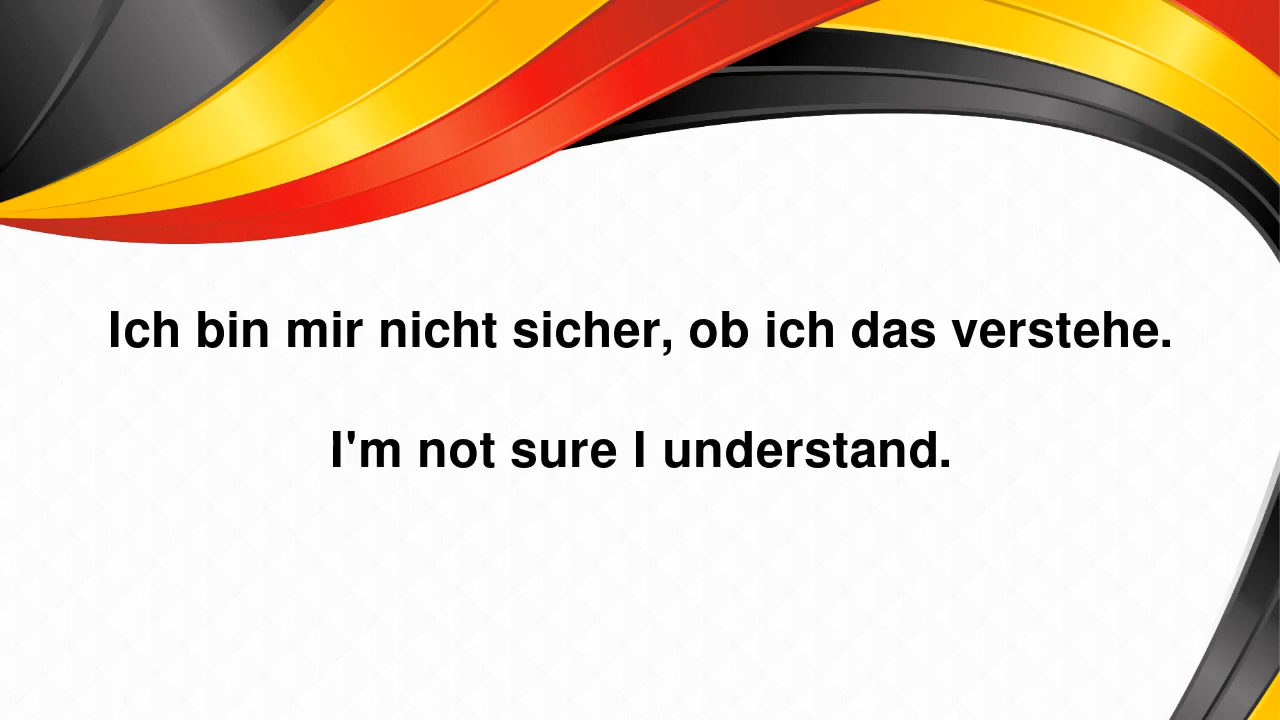 Ich bin mir nicht sicher, ob ich das verstehe.
I'm not sure I understand.